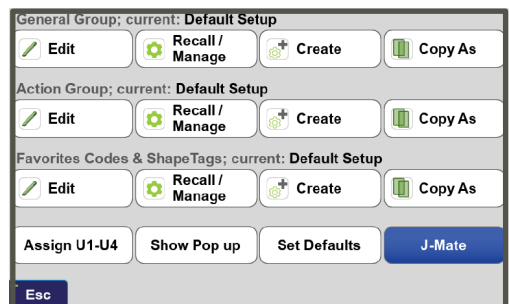 General Group; current: Default Setup
Edit
Recall /
Manage
Create
Copy As
Action Group; current: Default Setup
Edit
Recall /
Manage
Create
Copy As
Favorites Codes & ShapeTags; current: Default Setup
Edit
Recall /
Manage
Create
Copy As
Assign U1-U4
Show Pop up
Set Defaults
J-Mate
Esc